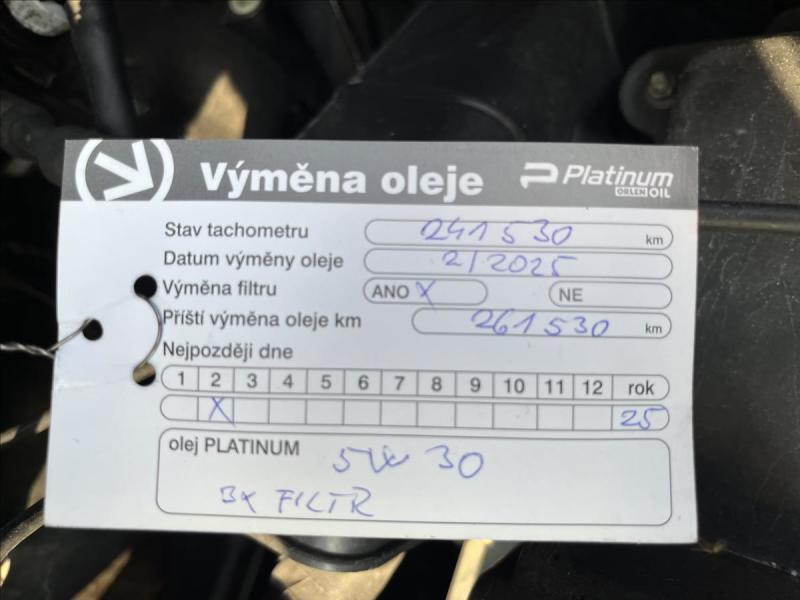 Výměna oleje
Platinum
ORLEN OIL
Stav tachometru 241 530 km
Datum výměny oleje 2/2025
Výměna filtru ANO X NE
Příští výměna oleje km 261 530 km
Nejpozději dne
1 2 3 4 5 6 7 8 9 10 11 12 rok
X 25
olej PLATINUM 5W 30
3x FILTR